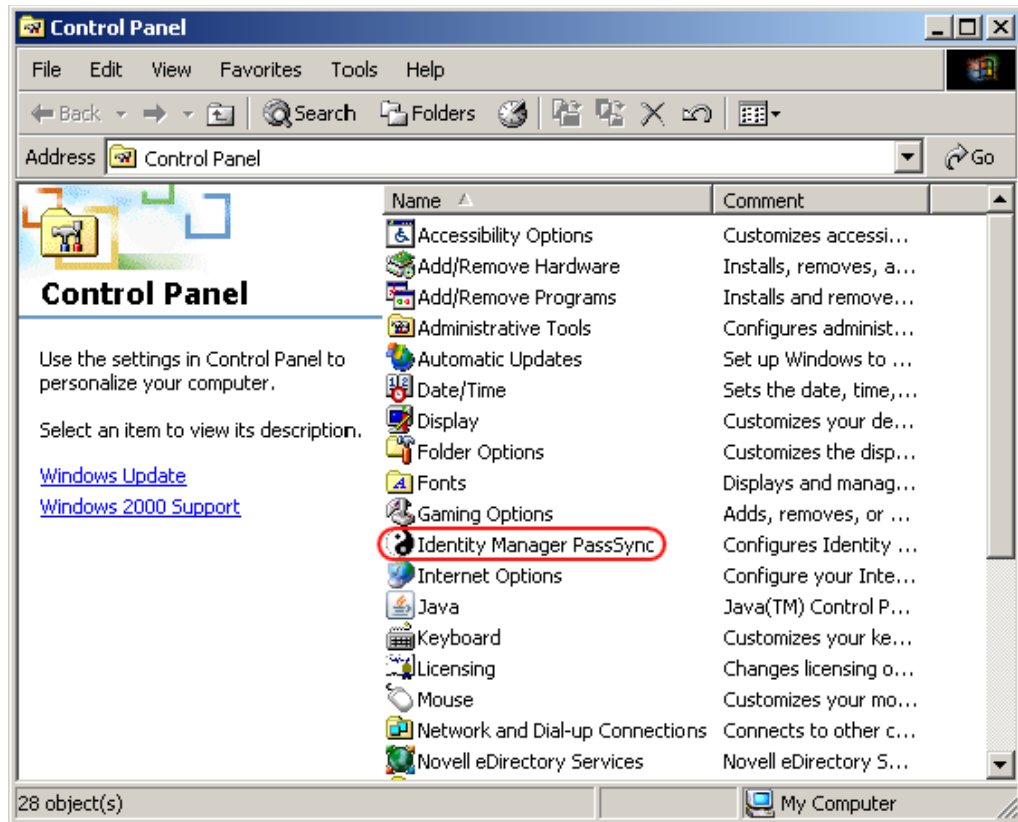 Control Panel
File Edit View Favorites Tools Help
Back Search Folders
Address Control Panel Go
Control Panel
Use the settings in Control Panel to
personalize your computer.
Select an item to view its description.
Windows Update
Windows 2000 Support
Name Comment
Accessibility Options Customizes accessi...
Add/Remove Hardware Installs, removes, a...
Add/Remove Programs Installs and remove...
Administrative Tools Configures administ...
Automatic Updates Set up Windows to ...
Date/Time Sets the date, time,...
Display Customizes your de...
Folder Options Customizes the disp...
Fonts Displays and manag...
Gaming Options Adds, removes, or ...
Identity Manager PassSync Configures Identity ...
Internet Options Configure your Inte...
Java Java(TM) Control P...
Keyboard Customizes your ke...
Licensing Changes licensing o...
Mouse Customizes your mo...
Network and Dial-up Connections Connects to other c...
Novell eDirectory Services Novell eDirectory S...
28 object(s) My Computer